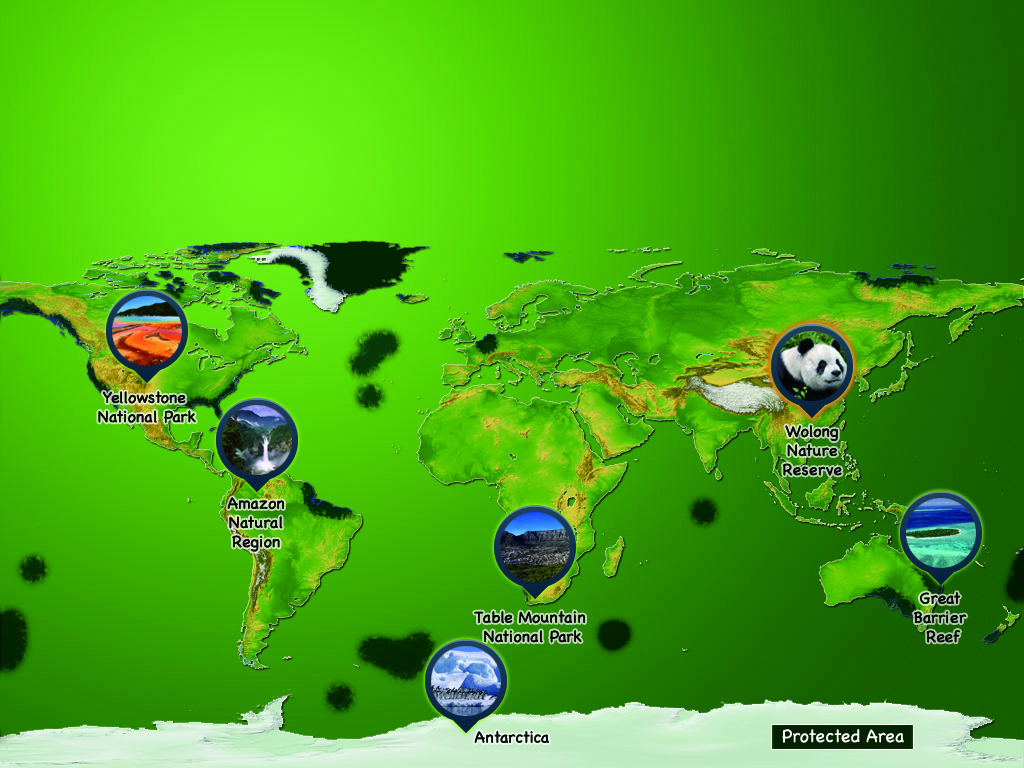 Yellowstone
National Park
Amazon
Natural
Region
Wolong
Nature
Reserve
Table Mountain
National Park
Great
Barrier
Reef
Antarctica
Protected Area